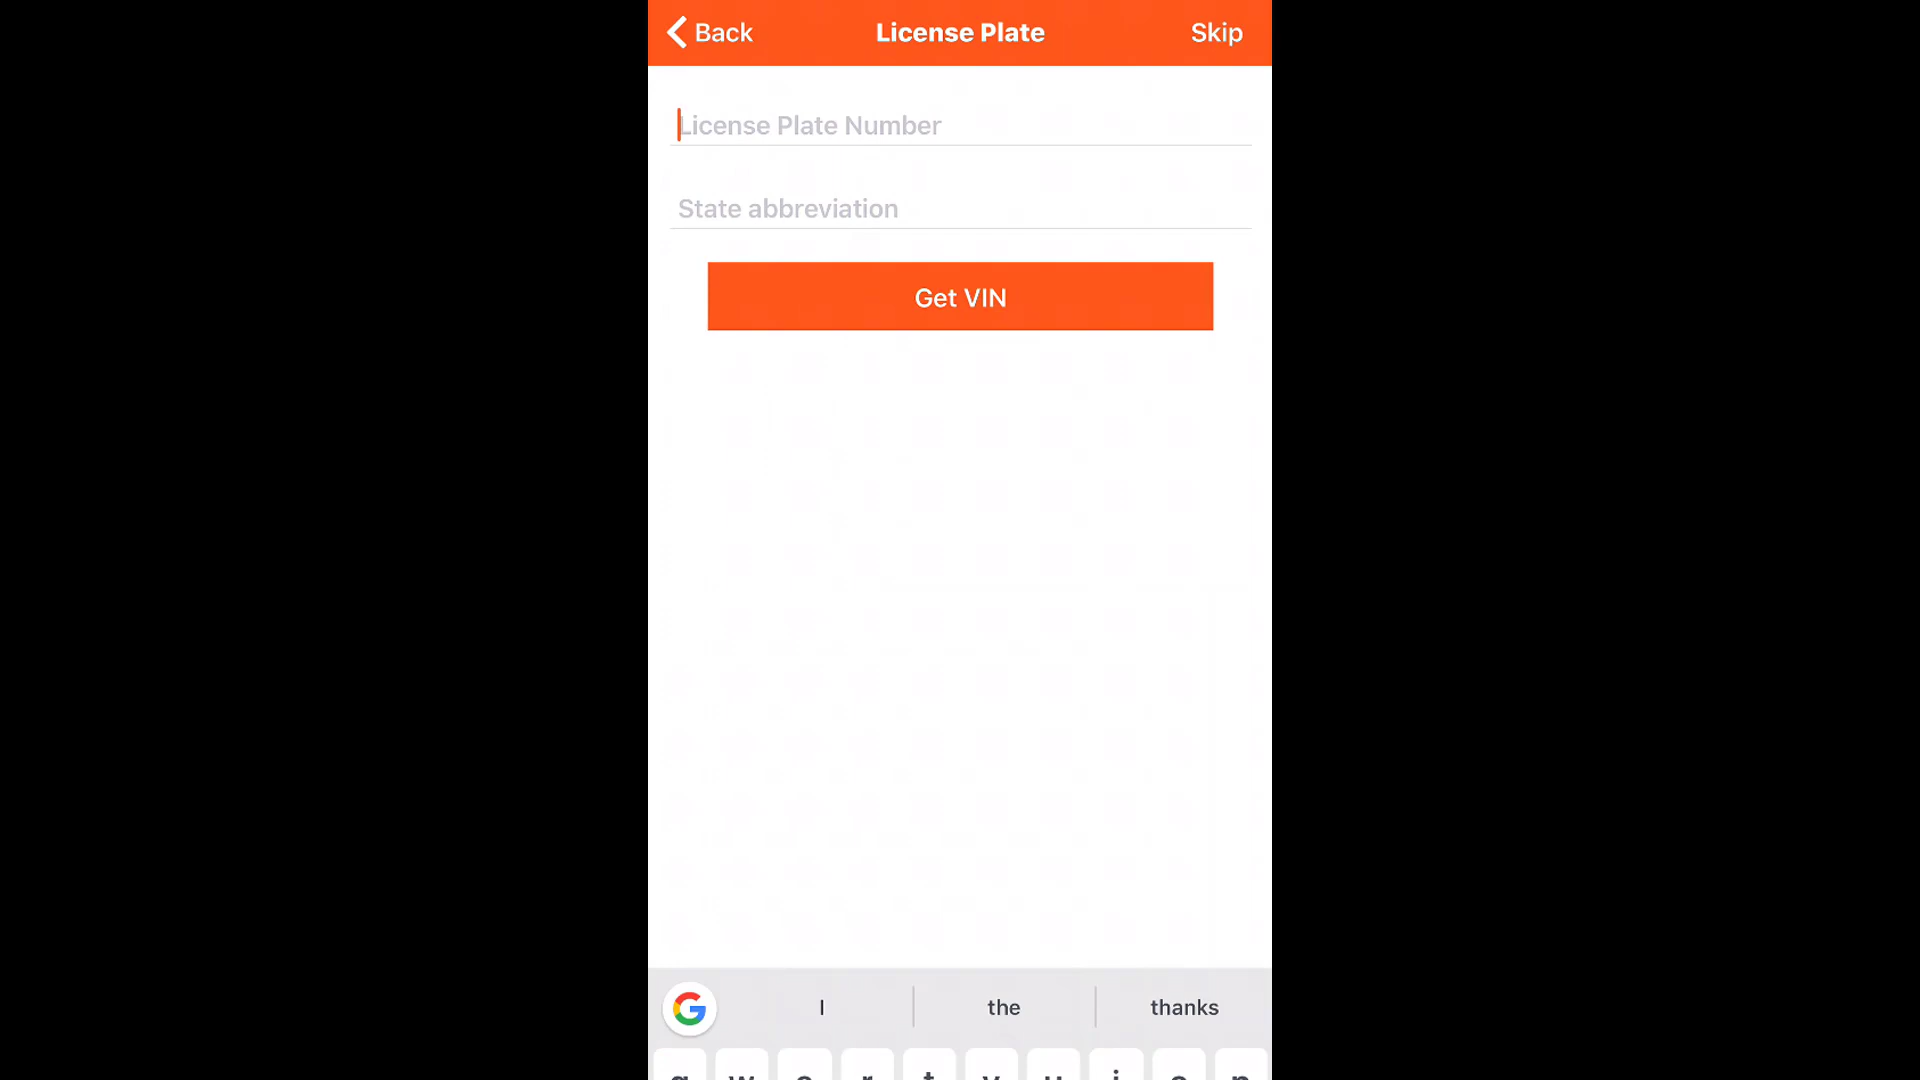 Back License Plate Skip
License Plate Number
State abbreviation
Get VIN
I the thanks
q w e r t y u i o p